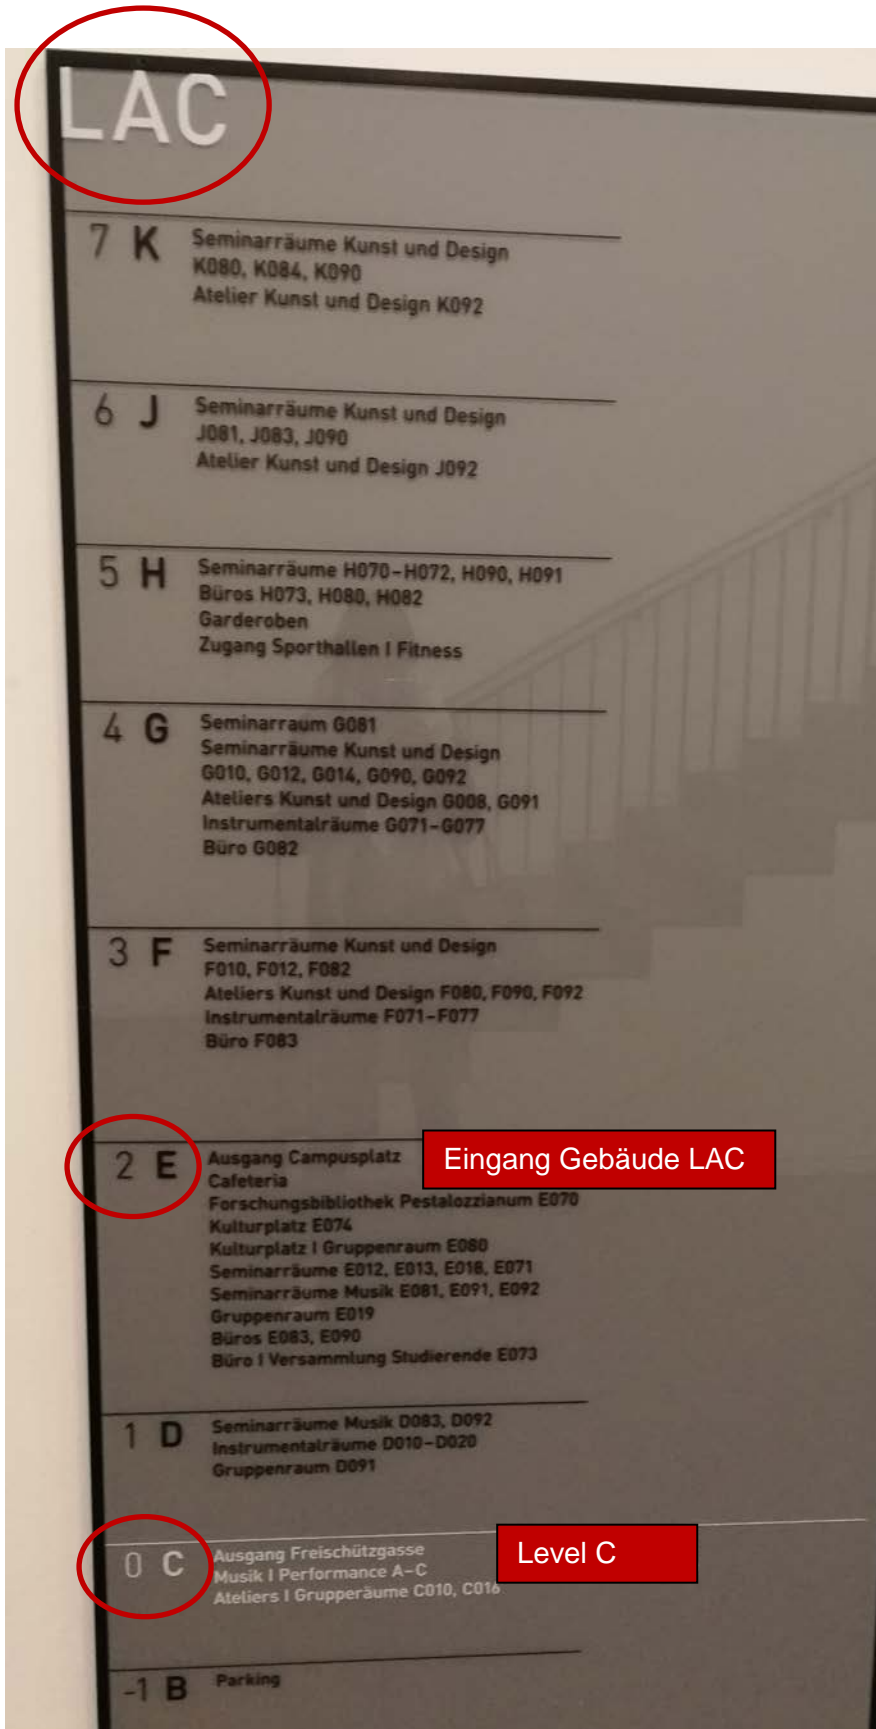 LAC
7 K Seminarräume Kunst und Design
K080, K084, K090
Atelier Kunst und Design K092
6 J Seminarräume Kunst und Design
J081, J083, J090
Atelier Kunst und Design J092
5 H Seminarräume H070-H072, H090, H091
Büros H073, H080, H082
Garderoben
Zugang Sporthallen | Fitness
4 G Seminarraum G081
Seminarräume Kunst und Design
G010, G012, G014, G090, G092
Ateliers Kunst und Design G008, G091
Instrumentalräume G071-G077
Büro G082
3 F Seminarräume Kunst und Design
F010, F012, F082
Ateliers Kunst und Design F080, F090, F092
Instrumentalräume F071-F077
Büro F083
2 E Ausgang Campusplatz
Eingang Gebäude LAC
Cafeteria
Forschungsbibliothek Pestalozzianum E070
Kulturplatz E074
Kulturplatz | Gruppenraum E080
Seminarräume E012, E013, E018, E071
Seminarräume Musik E081, E091, E092
Gruppenraum E019
Büros E083, E090
Büro | Versammlung Studierende E073
1 D Seminarräume Musik D083, D092
Instrumentalräume D010-D020
Gruppenraum D091
0 C Ausgang Freischützgasse
Level C
Musik | Performance A-C
Ateliers | Grupperäume C010, C016
-1 B Parking